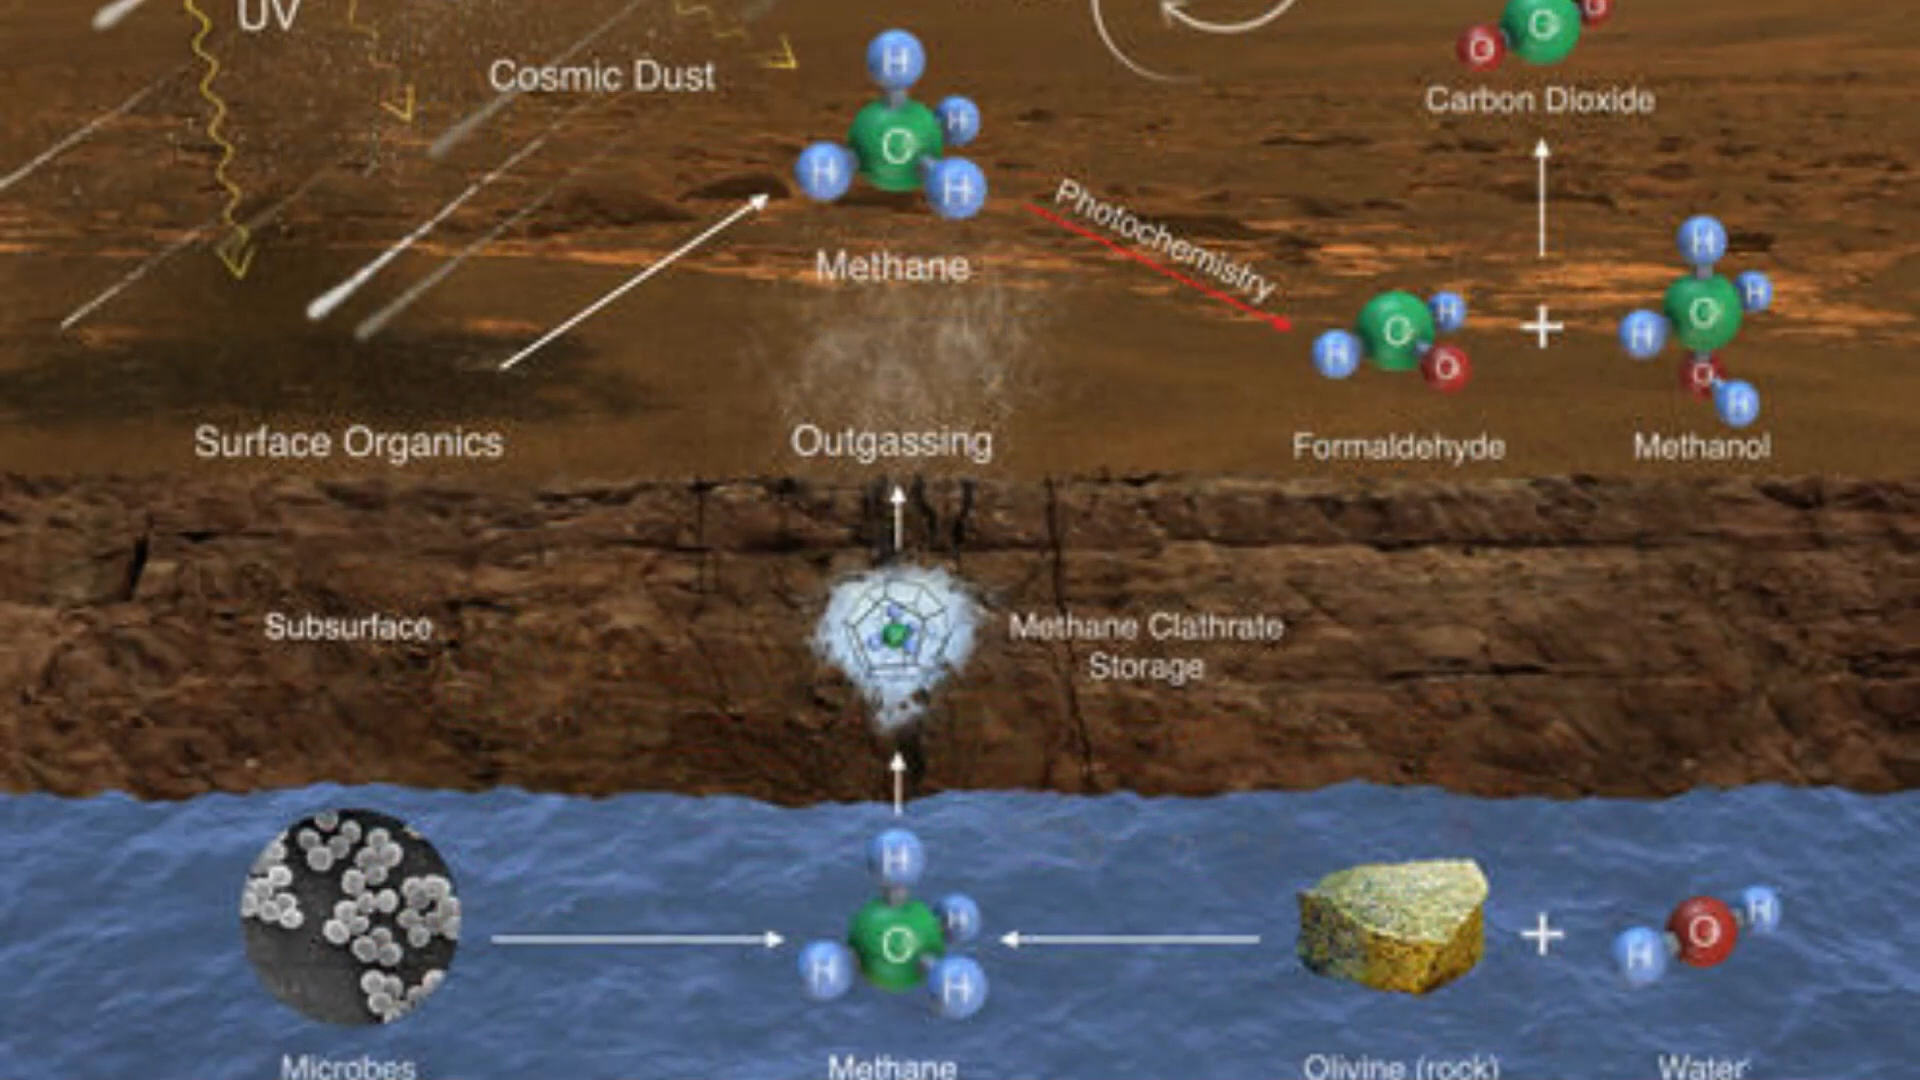 UV
Cosmic Dust
H
H
C
H
H
Methane
O
C
O
Carbon Dioxide
Photochemistry
H
C
H
O
+
H
H
C
H
O
H
Surface Organics
Outgassing
Formaldehyde
Methanol
Subsurface
Methane Clathrate
Storage
H
H
C
H
H
+
H
O
H
Microbes
Methane
Olivine (rock)
Water